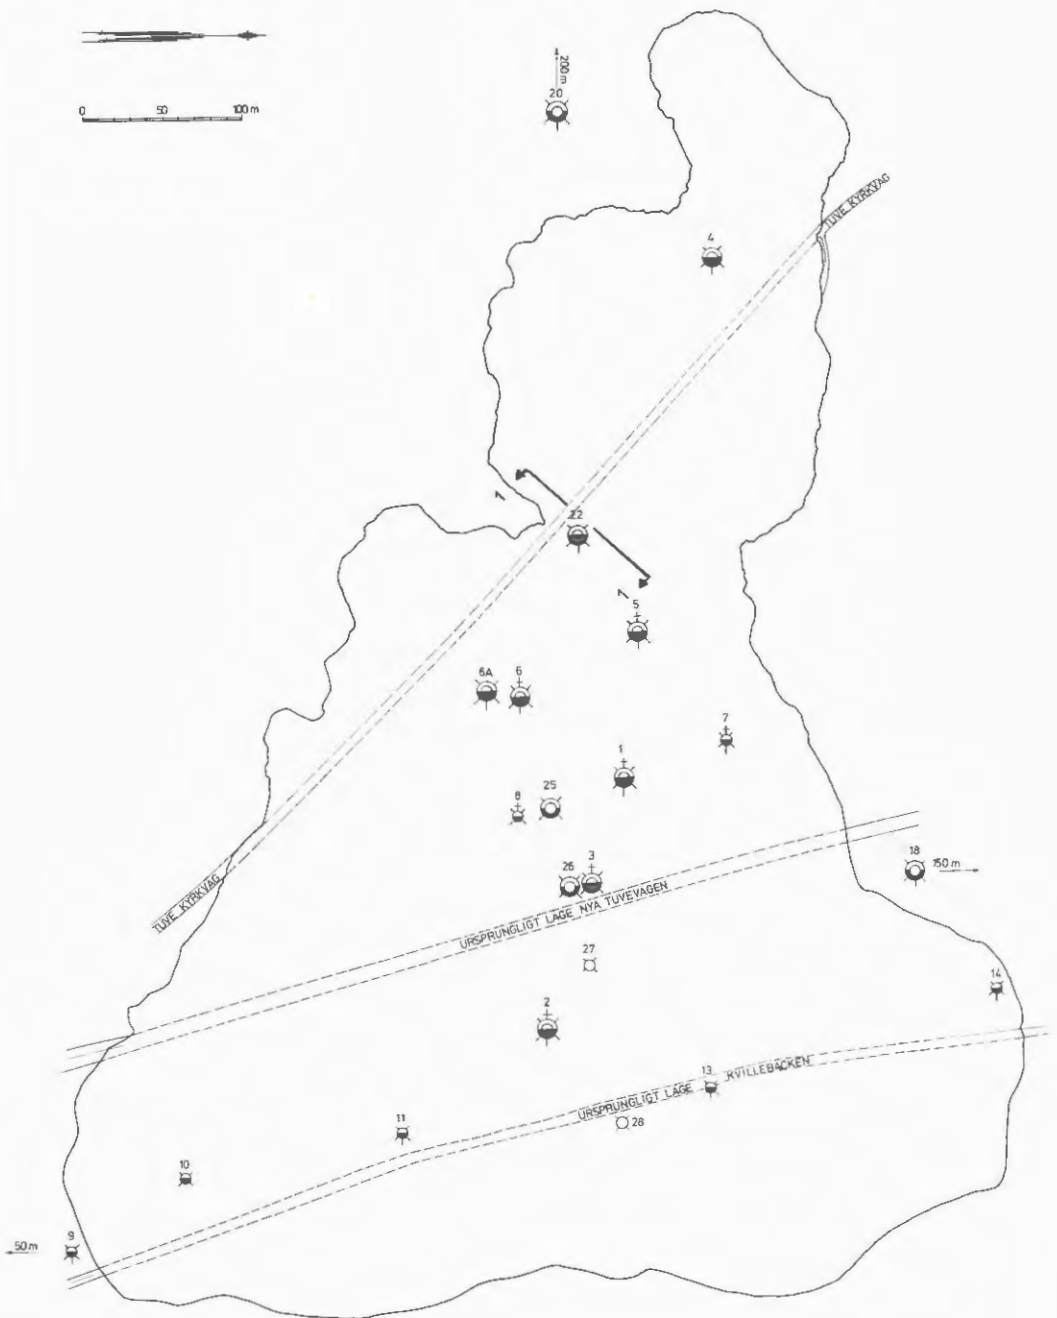 0 50 100 m
200 m
20
TUVE KYRKVÄG
4
1
22
1
5
6A
6
7
1
8
25
18
150 m
26
3
TUVE KYRKVÄG
URSPRUNGLIGT LÄGE NYA TUVEVÄGEN
27
14
2
13
URSPRUNGLIGT LÄGE KVILLEBÄCKEN
11
28
10
9
50 m